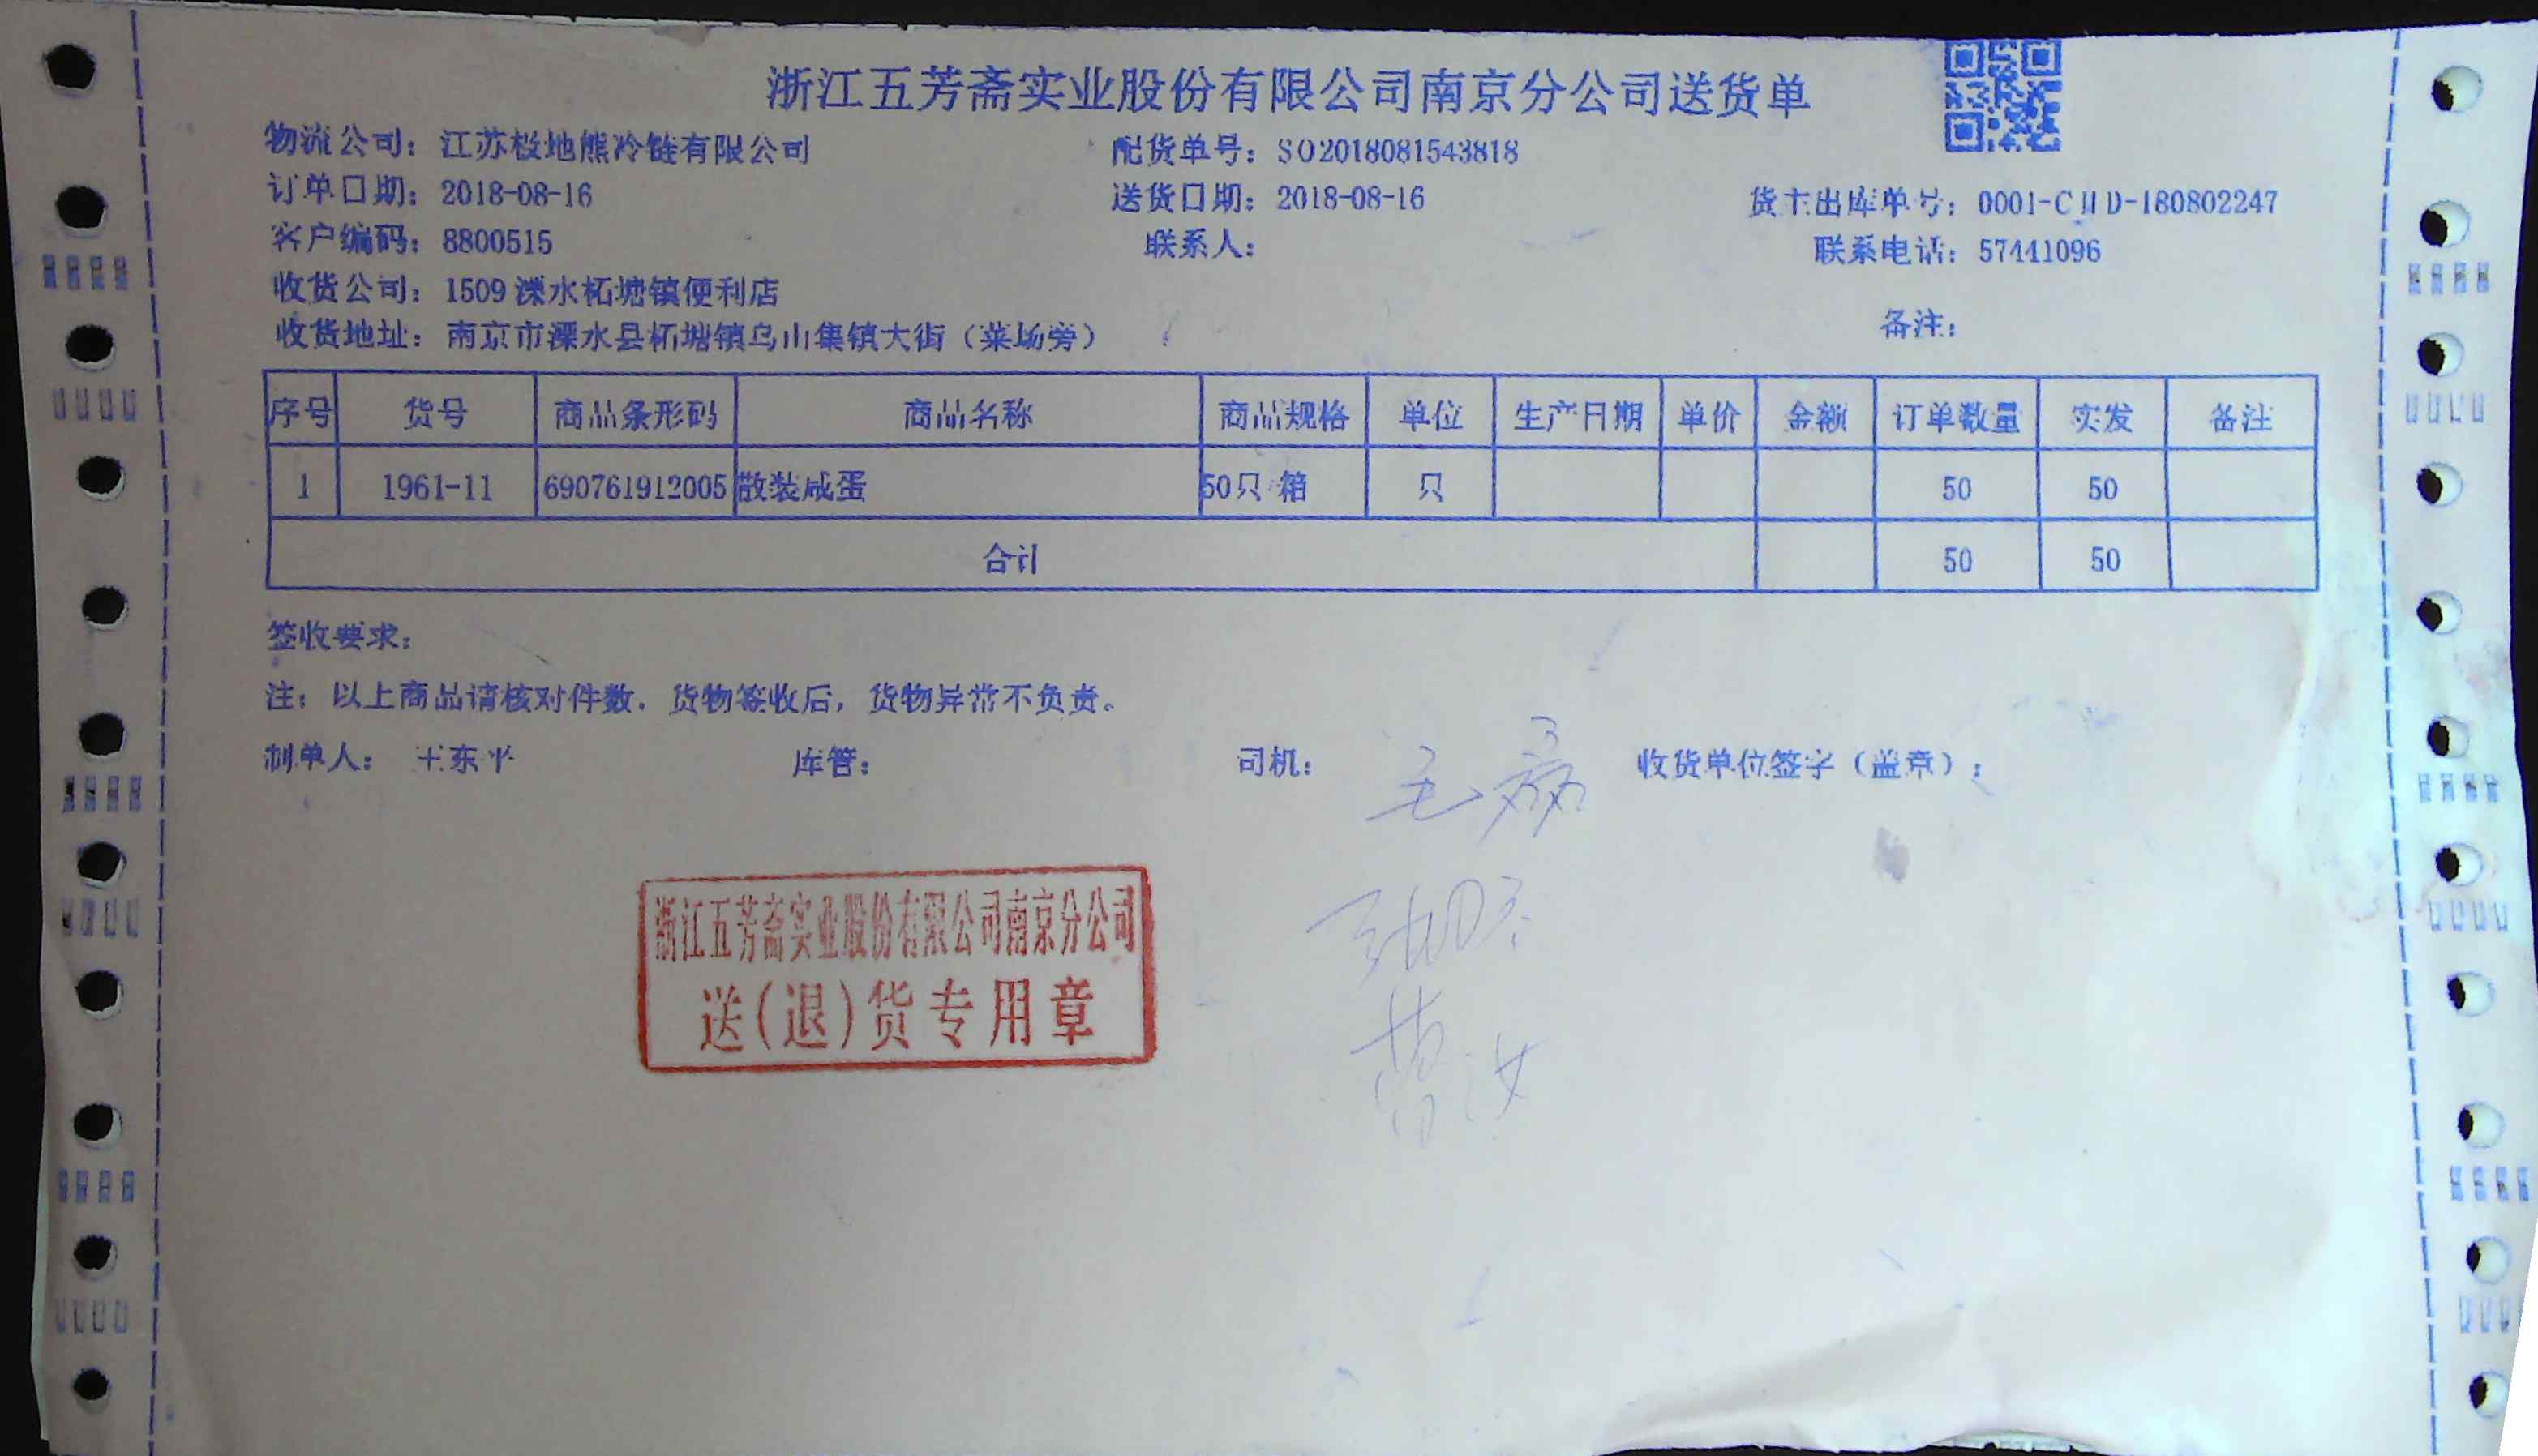 浙江五芳斋实业股份有限公司南京分公司送货单
物流公司：江苏极地熊冷链有限公司 配货单号：SO2018081543818
订单日期：2018-08-16 送货日期：2018-08-16 货主出库单号：0001-CHD-180802247
客户编码：8800515 联系人： 联系电话：57441096
收货公司：1509溧水柘塘镇便利店
收货地址：南京市溧水县柘塘镇乌山集镇大街（菜场旁） 备注：
序号 货号 商品条形码 商品名称 商品规格 单位 生产日期 单价 金额 订单数量 实发 备注
1 1961-11 690761912005 散装咸蛋 50只/箱 只 50 50
合计 50 50
签收要求：
注：以上商品请核对件数，货物签收后，货物异常不负责。
制单人： 王东平 库管： 司机： 收货单位签字（盖章）：
浙江五芳斋实业股份有限公司南京分公司
送(退)货专用章